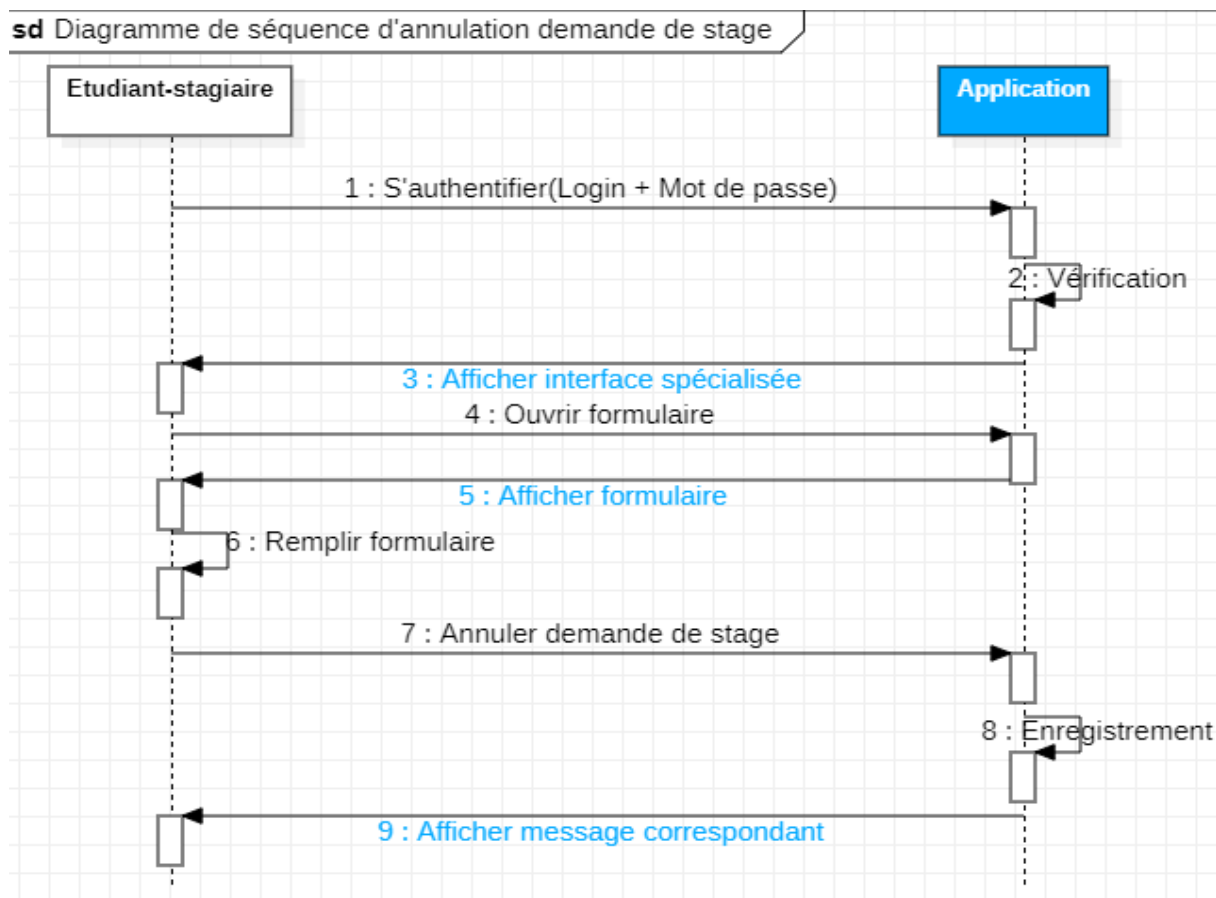 sd Diagramme de séquence d'annulation demande de stage
Etudiant-stagiaire
Application
1 : S'authentifier(Login + Mot de passe)
2 : Vérification
3 : Afficher interface spécialisée
4 : Ouvrir formulaire
5 : Afficher formulaire
6 : Remplir formulaire
7 : Annuler demande de stage
8 : Enregistrement
9 : Afficher message correspondant